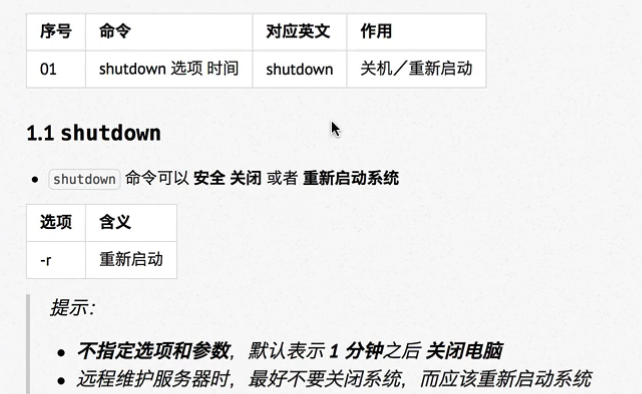 序号 命令 对应英文 作用
01 shutdown 选项 时间 shutdown 关机／重新启动
1.1 shutdown
• shutdown 命令可以 安全 关闭 或者 重新启动系统
选项 含义
-r 重新启动
提示：
• 不指定选项和参数，默认表示 1 分钟之后 关闭电脑
• 远程维护服务器时，最好不要关闭系统，而应该重新启动系统